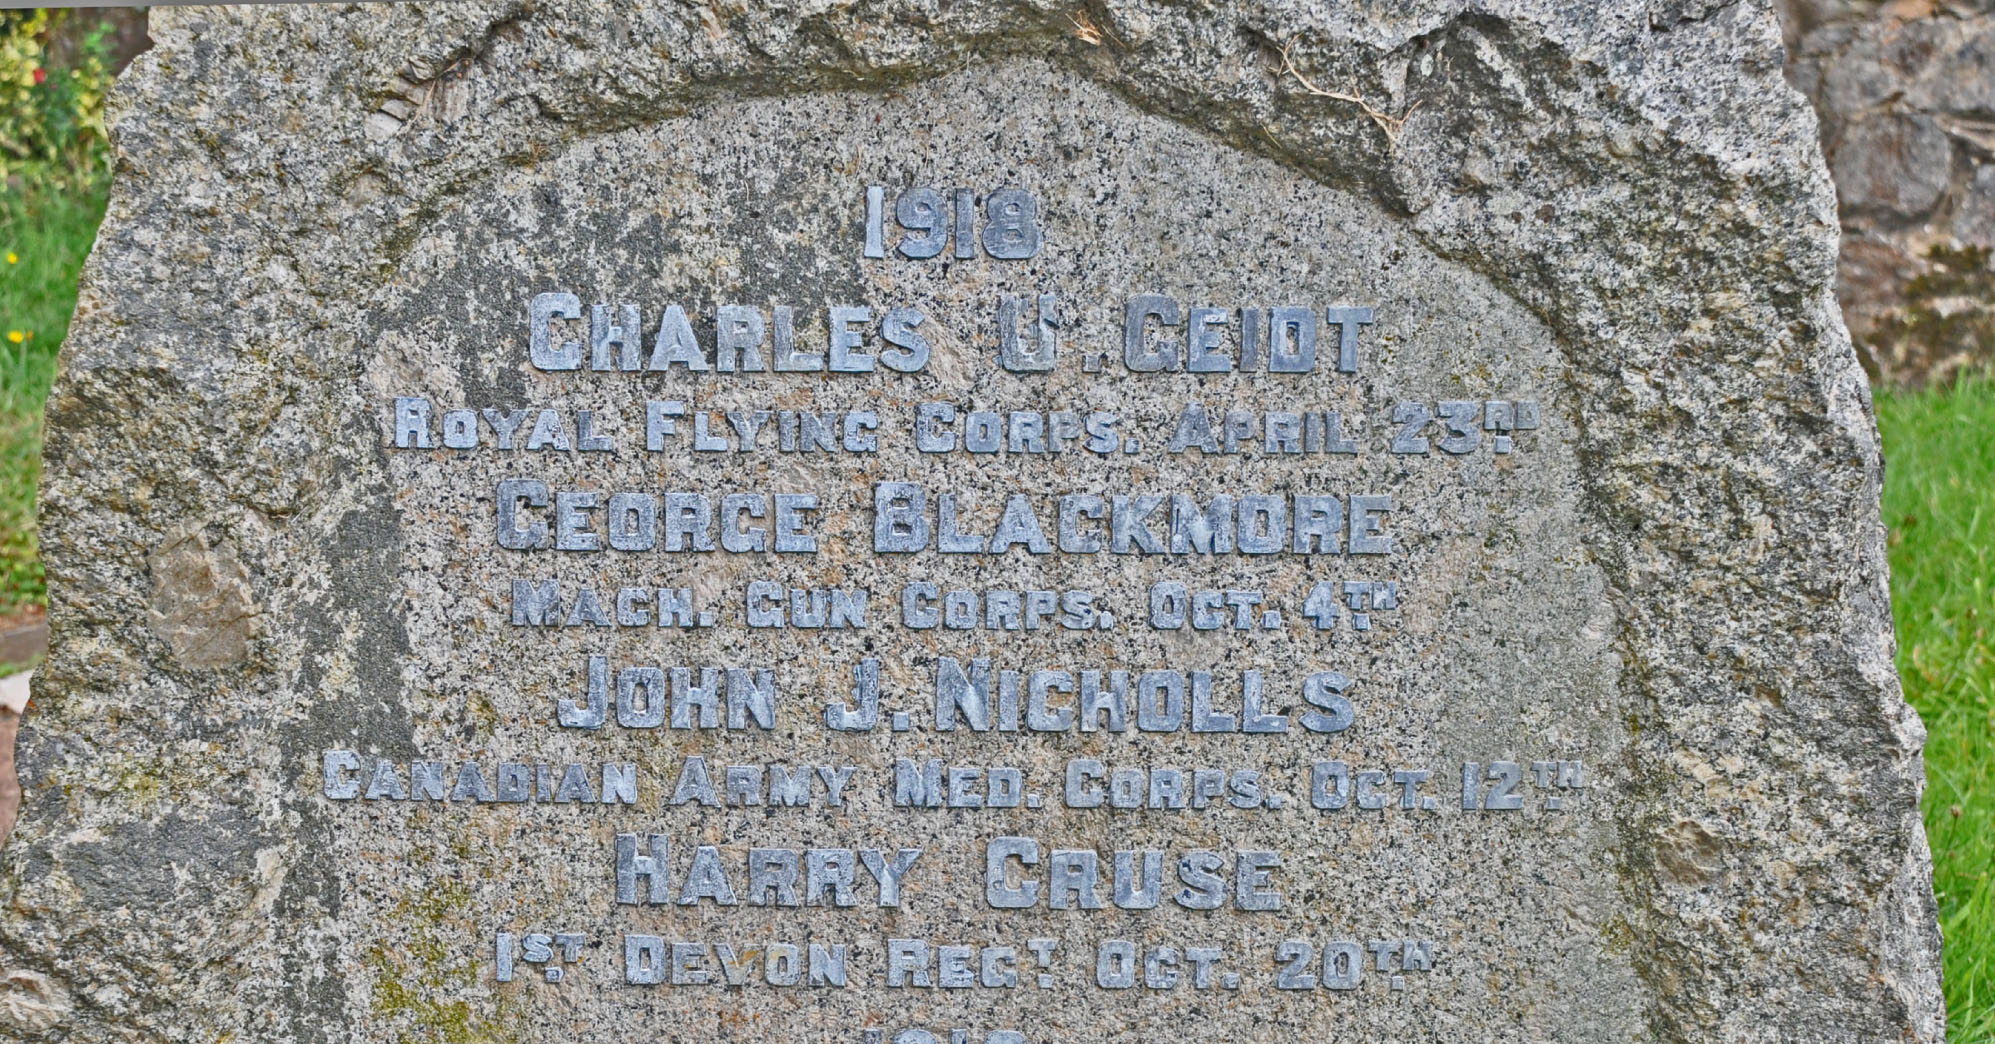 1918
CHARLES U. GEIDT
ROYAL FLYING CORPS. APRIL 23RD
GEORGE BLACKMORE
MACH. GUN CORPS. OCT. 4TH
JOHN J. NICHOLLS
CANADIAN ARMY MED. CORPS. OCT. 12TH
HARRY CRUSE
1ST DEVON REGT OCT. 20TH